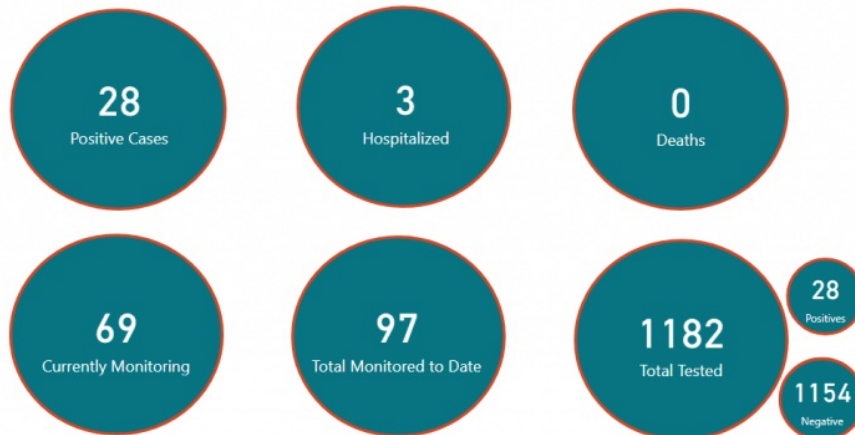 28
Positive Cases
3
Hospitalized
0
Deaths
69
Currently Monitoring
97
Total Monitored to Date
1182
Total Tested
28
Positives
1154
Negative